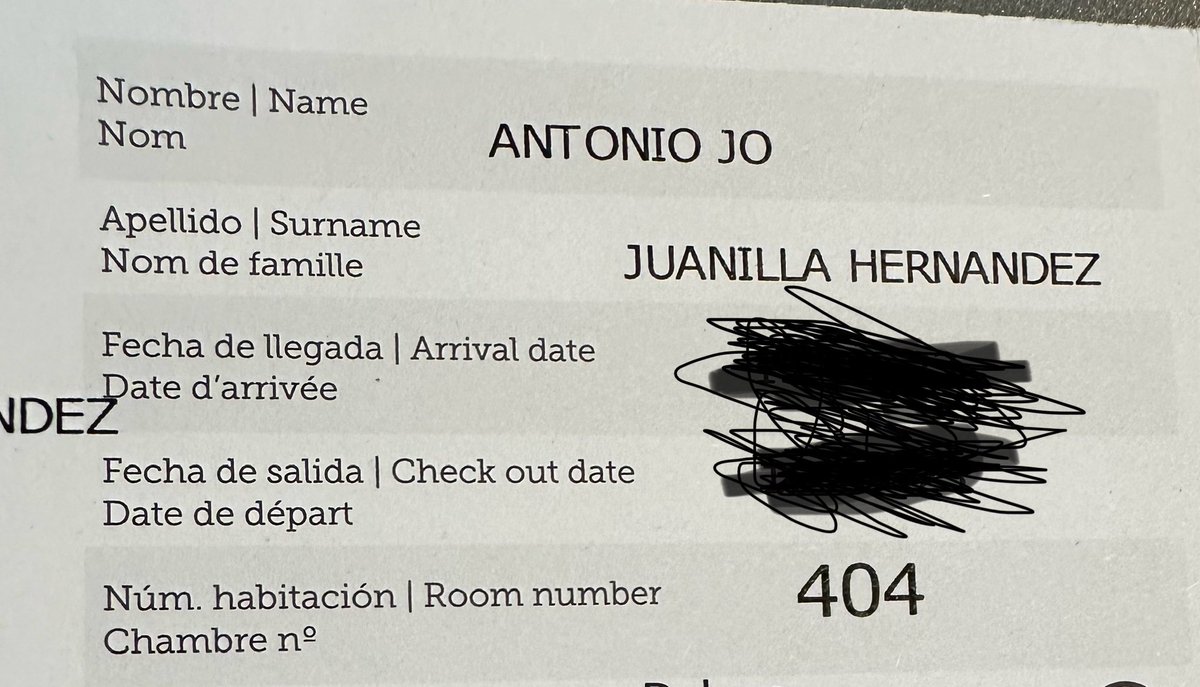 Nombre | Name
Nom
ANTONIO JO
Apellido | Surname
Nom de famille
JUANILLA HERNANDEZ
Fecha de llegada | Arrival date
Date d'arrivée
NDEZ
Fecha de salida | Check out date
Date de départ
Núm. habitación | Room number
Chambre nº
404